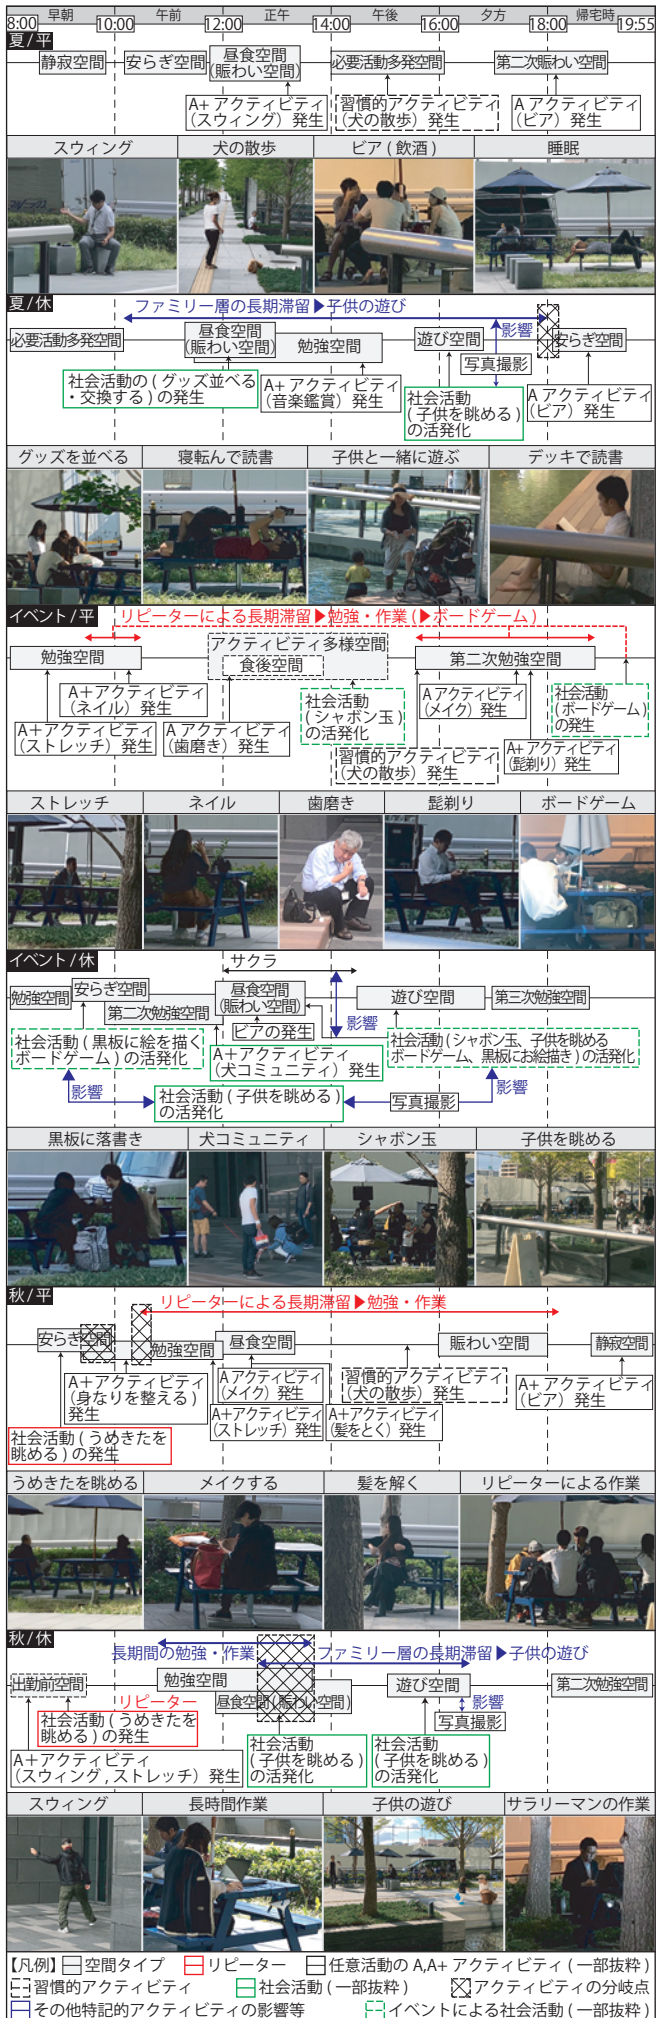 早朝 午前 正午 午後 夕方 帰宅時
8:00 10:00 12:00 14:00 16:00 18:00 19:55
夏/平
静寂空間
安らぎ空間
昼食空間
(賑わい空間)
必要活動多発空間
第二次賑わい空間
A+ アクティビティ
(スウィング) 発生
習慣的アクティビティ
(犬の散歩) 発生
A アクティビティ
(ビア) 発生
スウィング 犬の散歩 ビア(飲酒) 睡眠
夏/休
ファミリー層の長期滞留▶子供の遊び
必要活動多発空間
昼食空間
(賑わい空間)
勉強空間
遊び空間
影響
写真撮影
安らぎ空間
社会活動の(グッズ並べる
・交換する)の発生
A+ アクティビティ
(音楽鑑賞) 発生
社会活動
(子供を眺める)
の活発化
A アクティビティ
(ビア) 発生
グッズを並べる 寝転んで読書 子供と一緒に遊ぶ デッキで読書
イベント/平
リピーターによる長期滞留▶勉強・作業(▶ボードゲーム)
勉強空間
アクティビティ多様空間
食後空間
第二次勉強空間
A+アクティビティ
(ネイル) 発生
A+アクティビティ
(ストレッチ) 発生
A アクティビティ
(歯磨き) 発生
社会活動
(シャボン玉)
の活発化
習慣的アクティビティ
(犬の散歩) 発生
A アクティビティ
(メイク) 発生
A+アクティビティ
(髭剃り) 発生
社会活動
(ボードゲーム)
の発生
ストレッチ ネイル 歯磨き 髭剃り ボードゲーム
イベント/休
サクラ
勉強空間
安らぎ空間
第二次勉強空間
昼食空間
(賑わい空間)
ビアの発生
影響
遊び空間
第三次勉強空間
社会活動(黒板に絵を描く
ボードゲーム)の活発化
A+アクティビティ
(犬コミュニティ) 発生
社会活動(シャボン玉、子供を眺める
ボードゲーム、黒板にお絵描き)の活発化
影響
社会活動(子供を眺める)
の活発化
写真撮影
影響
黒板に落書き 犬コミュニティ シャボン玉 子供を眺める
秋/平
リピーターによる長期滞留▶勉強・作業
安らぎ空間
勉強空間
昼食空間
賑わい空間
静寂空間
A+アクティビティ
(身なりを整える)
発生
A アクティビティ
(メイク) 発生
A+アクティビティ
(ストレッチ) 発生
習慣的アクティビティ
(犬の散歩) 発生
A+アクティビティ
(髪をとく) 発生
A+ アクティビティ
(ビア) 発生
社会活動(うめきたを
眺める)の発生
うめきたを眺める メイクする 髪を解く リピーターによる作業
秋/休
長期間の勉強・作業
ファミリー層の長期滞留▶子供の遊び
出勤前空間
勉強空間
昼食空間(賑わい空間)
遊び空間
第二次勉強空間
リピーター
影響
写真撮影
社会活動(うめきたを
眺める)の発生
A+アクティビティ
(スウィング,ストレッチ) 発生
社会活動
(子供を眺める)
の活発化
社会活動
(子供を眺める)
の活発化
スウィング 長時間作業 子供の遊び サラリーマンの作業
【凡例】 空間タイプ リピーター 任意活動の A,A+ アクティビティ(一部抜粋)
習慣的アクティビティ 社会活動(一部抜粋) アクティビティの分岐点
その他特記的アクティビティの影響等 イベントによる社会活動(一部抜粋)